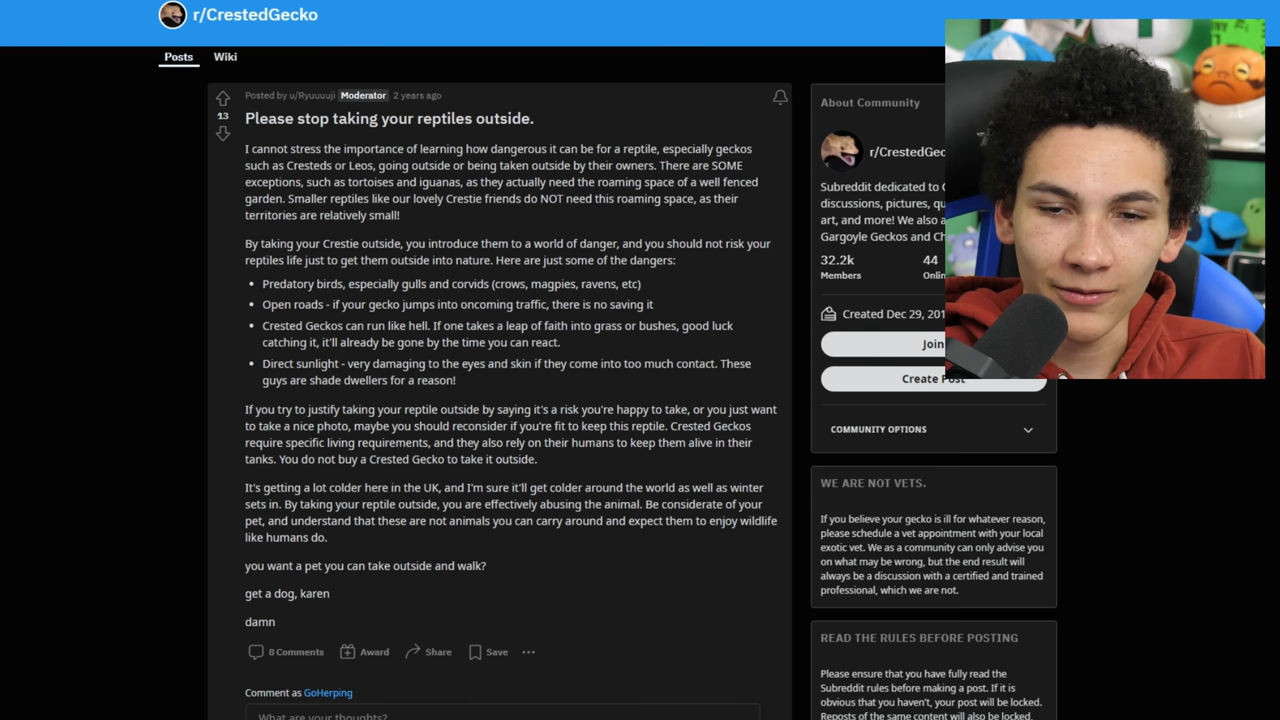 r/CrestedGecko
Posts Wiki
Posted by u/Ryuuuuji Moderator 2 years ago
13
Please stop taking your reptiles outside.
I cannot stress the importance of learning how dangerous it can be for a reptile, especially geckos
such as Cresteds or Leos, going outside or being taken outside by their owners. There are SOME
exceptions, such as tortoises and iguanas, as they actually need the roaming space of a well fenced
garden. Smaller reptiles like our lovely Crestie friends do NOT need this roaming space, as their
territories are relatively small!
By taking your Crestie outside, you introduce them to a world of danger, and you should not risk your
reptiles life just to get them outside into nature. Here are just some of the dangers:
• Predatory birds, especially gulls and corvids (crows, magpies, ravens, etc)
• Open roads - if your gecko jumps into oncoming traffic, there is no saving it
• Crested Geckos can run like hell. If one takes a leap of faith into grass or bushes, good luck
catching it, it'll already be gone by the time you can react.
• Direct sunlight - very damaging to the eyes and skin if they come into too much contact. These
guys are shade dwellers for a reason!
If you try to justify taking your reptile outside by saying it's a risk you're happy to take, or you just want
to take a nice photo, maybe you should reconsider if you're fit to keep this reptile. Crested Geckos
require specific living requirements, and they also rely on their humans to keep them alive in their
tanks. You do not buy a Crested Gecko to take it outside.
It's getting a lot colder here in the UK, and I'm sure it'll get colder around the world as well as winter
sets in. By taking your reptile outside, you are effectively abusing the animal. Be considerate of your
pet, and understand that these are not animals you can carry around and expect them to enjoy wildlife
like humans do.
you want a pet you can take outside and walk?
get a dog, karen
damn
8 Comments Award Share Save
Comment as GoHerping
What are your thoughts?
About Community
r/CrestedGec
Subreddit dedicated to
discussions, pictures, qu
art, and more! We also a
Gargoyle Geckos and Ch
32.2k 44
Members Onlin
Created Dec 29, 201
Join
Create Post
COMMUNITY OPTIONS
WE ARE NOT VETS.
If you believe your gecko is ill for whatever reason,
please schedule a vet appointment with your local
exotic vet. We as a community can only advise you
on what may be wrong, but the end result will
always be a discussion with a certified and trained
professional, which we are not.
READ THE RULES BEFORE POSTING
Please ensure that you have fully read the
Subreddit rules before making a post. If it is
obvious that you haven't, your post will be locked.
Reposts of the same content will also be locked.